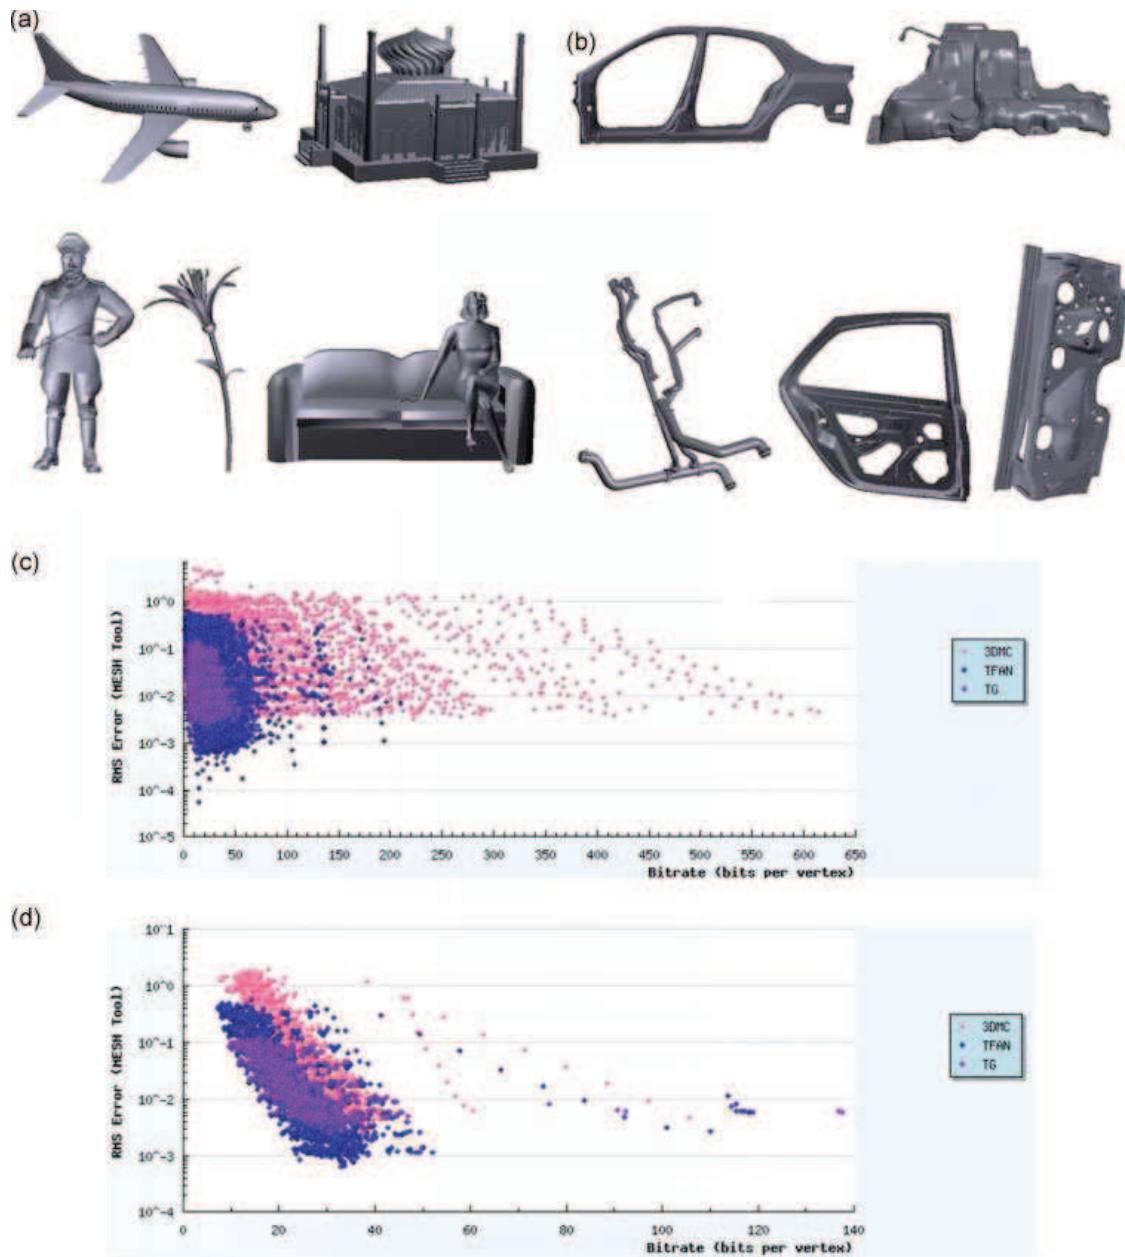 (a)
(b)
(c)
RMS Error (MESH Tool)
10^0
10^-1
10^-2
10^-3
10^-4
10^-5
0 50 100 150 200 250 300 350 400 450 500 550 600 650
Bitrate (bits per vertex)
3DMC
TFAN
TG
(d)
RMS Error (MESH Tool)
10^1
10^0
10^-1
10^-2
10^-3
10^-4
0 20 40 60 80 100 120 140
Bitrate (bits per vertex)
3DMC
TFAN
TG